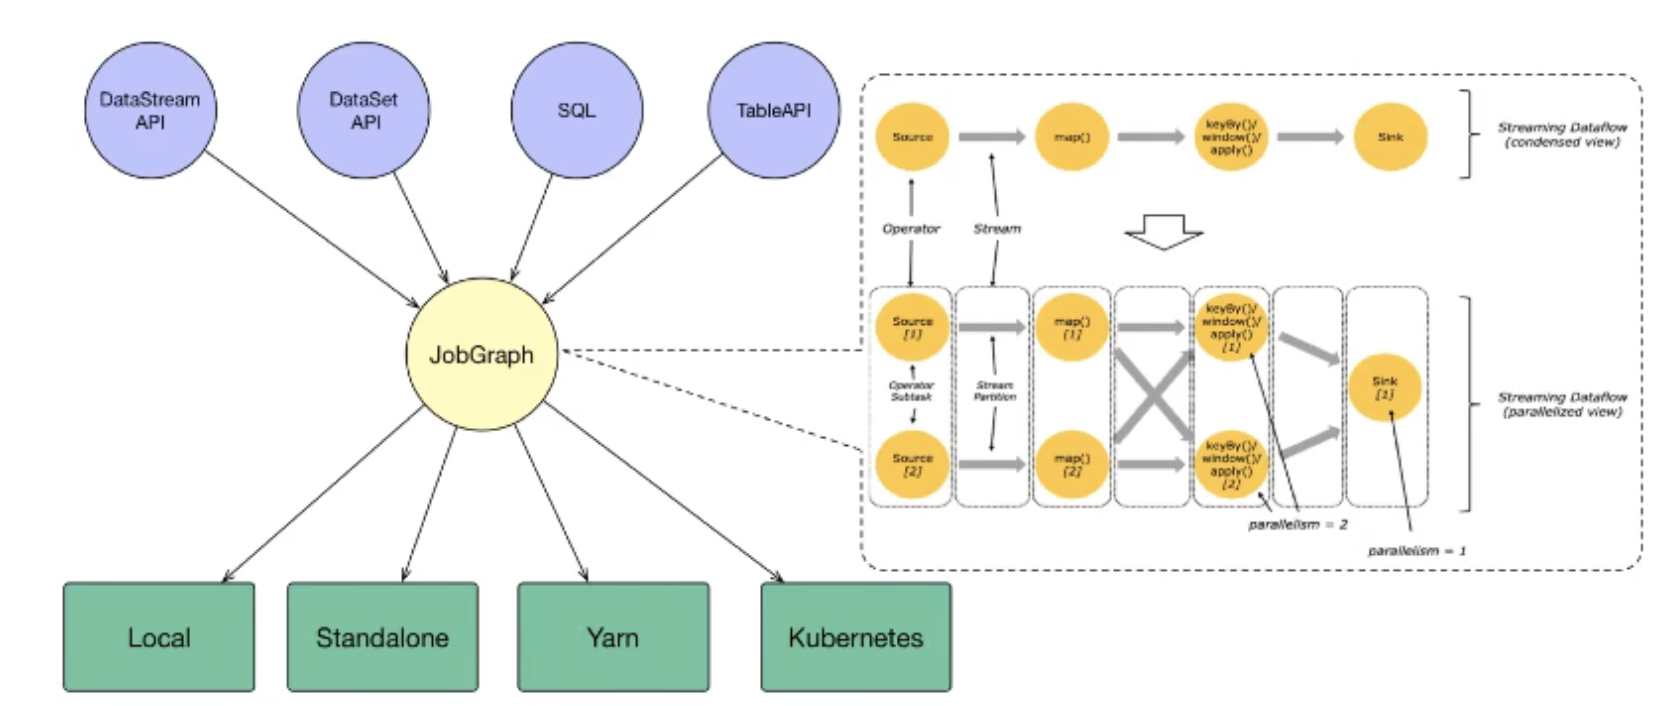 DataStream
API
DataSet
API
SQL
TableAPI
JobGraph
Local
Standalone
Yarn
Kubernetes
Source
map()
keyBy()/
window()/
apply()
Sink
Streaming Dataflow
(condensed view)
Operator
Stream
Source
[1]
map()
[1]
keyBy()/
window()/
apply()
[1]
Operator
Subtask
Stream
Partition
Sink
[1]
Streaming Dataflow
(parallelized view)
Source
[2]
map()
[2]
keyBy()/
window()/
apply()
[2]
parallelism = 2
parallelism = 1